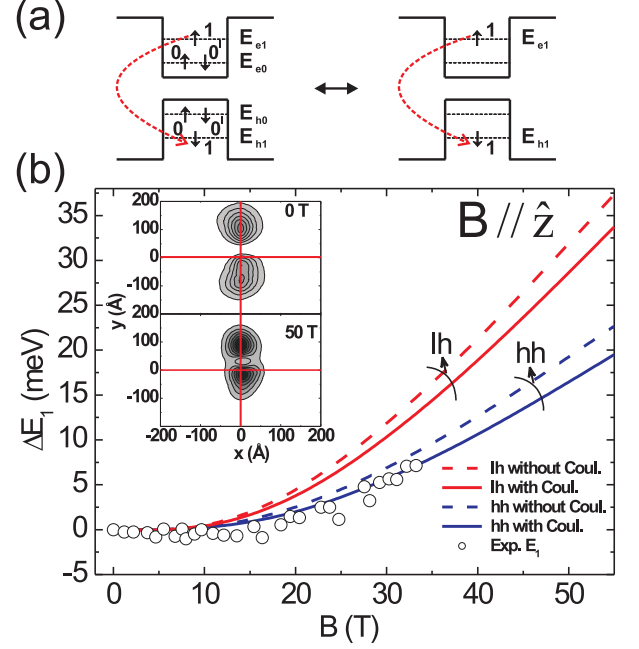 (a)
1
E_e1
0 0'
E_e0
0 0'
E_h0
1
E_h1
1
E_e1
1
E_h1
(b)
ΔE_1 (meV)
35
30
25
20
15
10
5
0
-5
0 10 20 30 40 50
B (T)
B // ẑ
y (Å)
200
100
0
-100
200
100
0
-100
-200
0 T
50 T
-200 -100 0 100 200
x (Å)
lh
hh
lh without Coul.
lh with Coul.
hh without Coul.
hh with Coul.
Exp. E_1